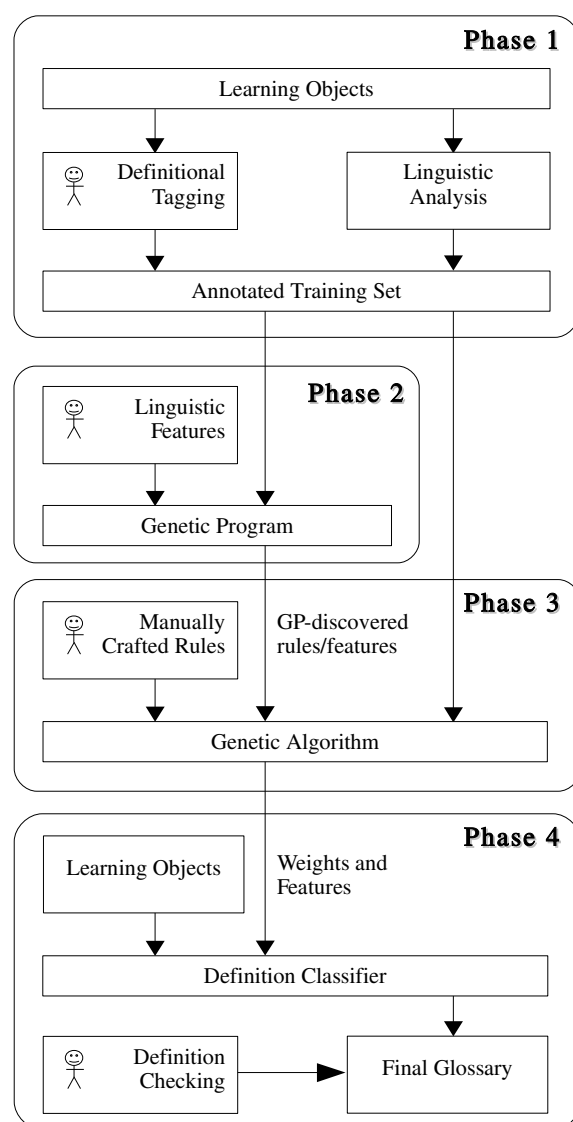 Phase 1
Learning Objects
Definitional
Tagging
Linguistic
Analysis
Annotated Training Set
Phase 2
Linguistic
Features
Genetic Program
Phase 3
Manually
Crafted Rules
GP-discovered
rules/features
Genetic Algorithm
Phase 4
Learning Objects
Weights and
Features
Definition Classifier
Definition
Checking
Final Glossary